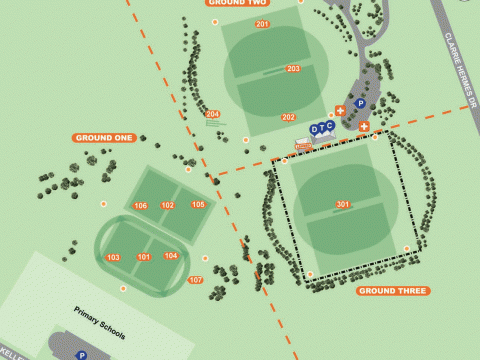 GROUND TWO
201
203
204
202
P
D T C
CLARRIE HERMES DR
GROUND ONE
106
102
105
301
103
101
104
107
GROUND THREE
Primary Schools
P
KELLE